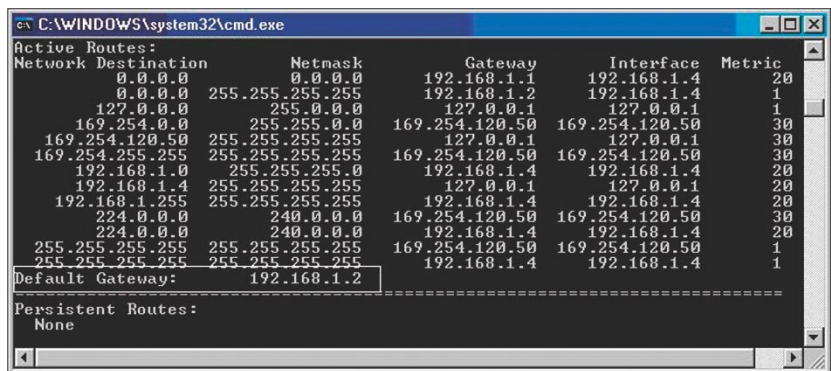 C:\WINDOWS\system32\cmd.exe
Active Routes:
Network Destination Netmask Gateway Interface Metric
0.0.0.0 0.0.0.0 192.168.1.1 192.168.1.4 20
0.0.0.0 255.255.255.255 192.168.1.2 192.168.1.4 1
127.0.0.0 255.0.0.0 127.0.0.1 127.0.0.1 1
169.254.0.0 255.255.0.0 169.254.120.50 169.254.120.50 30
169.254.120.50 255.255.255.255 127.0.0.1 127.0.0.1 30
169.254.255.255 255.255.255.255 169.254.120.50 169.254.120.50 30
192.168.1.0 255.255.255.0 192.168.1.4 192.168.1.4 20
192.168.1.4 255.255.255.255 127.0.0.1 127.0.0.1 20
192.168.1.255 255.255.255.255 192.168.1.4 192.168.1.4 20
224.0.0.0 240.0.0.0 169.254.120.50 169.254.120.50 30
224.0.0.0 240.0.0.0 192.168.1.4 192.168.1.4 20
255.255.255.255 255.255.255.255 169.254.120.50 169.254.120.50 1
255.255.255.255 255.255.255.255 192.168.1.4 192.168.1.4 1
Default Gateway: 192.168.1.2
===========================================================================
Persistent Routes:
None